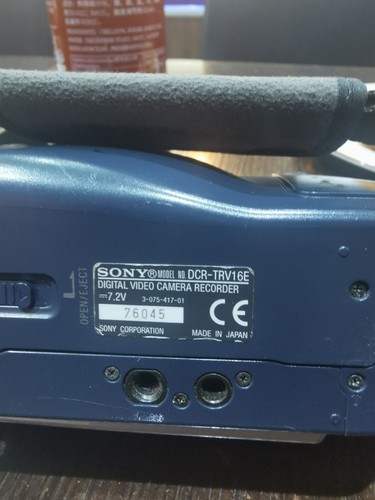 SONY® MODEL NO. DCR-TRV16E
DIGITAL VIDEO CAMERA RECORDER
⎓7.2V 3-075-417-01
76045
CE
SONY CORPORATION MADE IN JAPAN
OPEN/EJECT